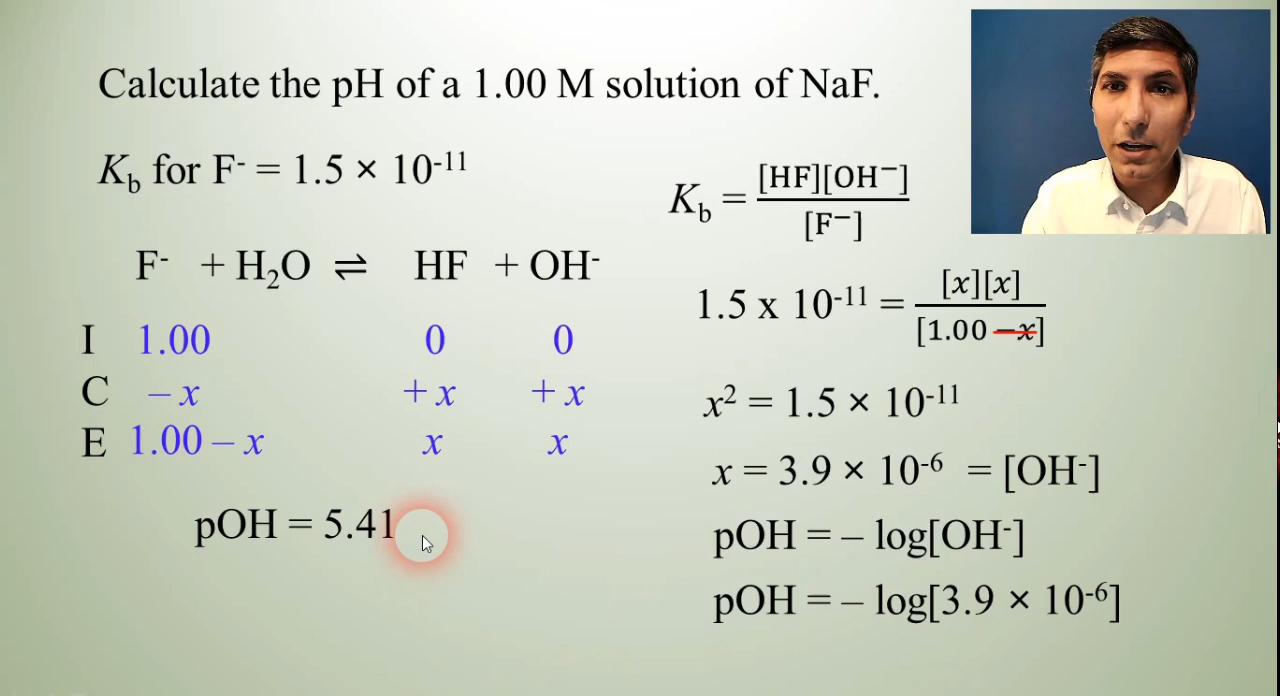 Calculate the pH of a 1.00 M solution of NaF.
K_b for F⁻ = 1.5 × 10⁻¹¹
F⁻ + H₂O ⇌ HF + OH⁻
I 1.00 0 0
C – x + x + x
E 1.00 – x x x
pOH = 5.41
K_b = [HF][OH⁻] / [F⁻]
1.5 x 10⁻¹¹ = [x][x] / [1.00 –x]
x² = 1.5 × 10⁻¹¹
x = 3.9 × 10⁻⁶ = [OH⁻]
pOH = – log[OH⁻]
pOH = – log[3.9 × 10⁻⁶]